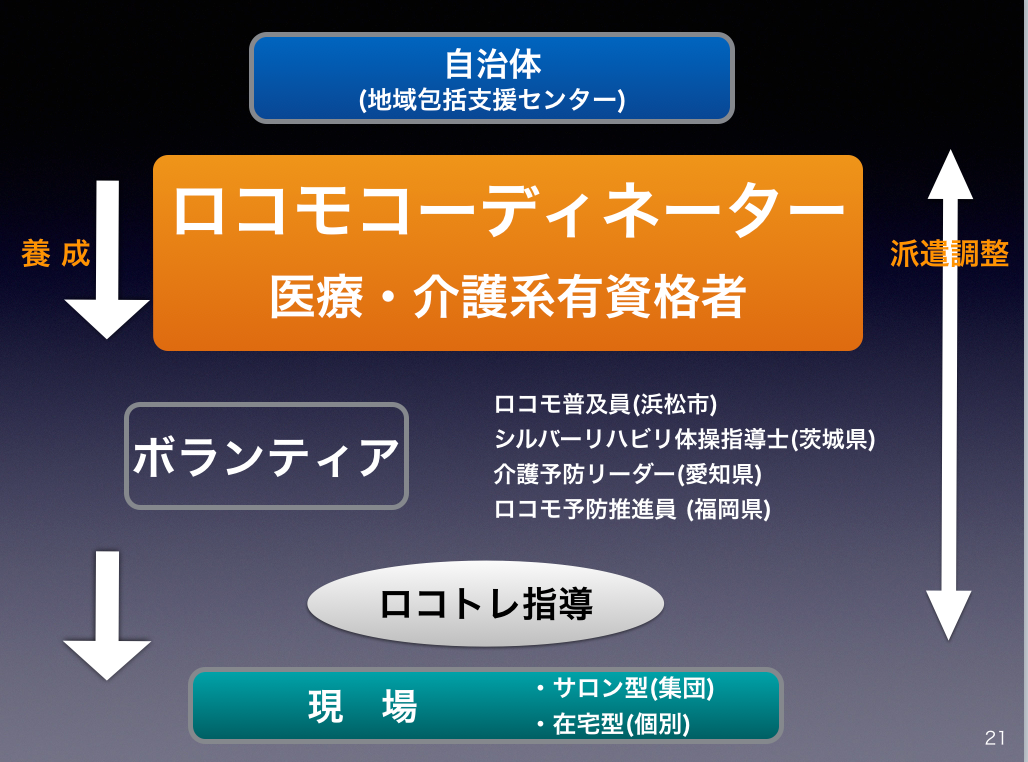 自治体
(地域包括支援センター)
ロコモコーディネーター
医療・介護系有資格者
養 成
派遣調整
ボランティア
ロコモ普及員(浜松市)
シルバーリハビリ体操指導士(茨城県)
介護予防リーダー(愛知県)
ロコモ予防推進員 (福岡県)
ロコトレ指導
現　場
・サロン型(集団)
・在宅型(個別)
21